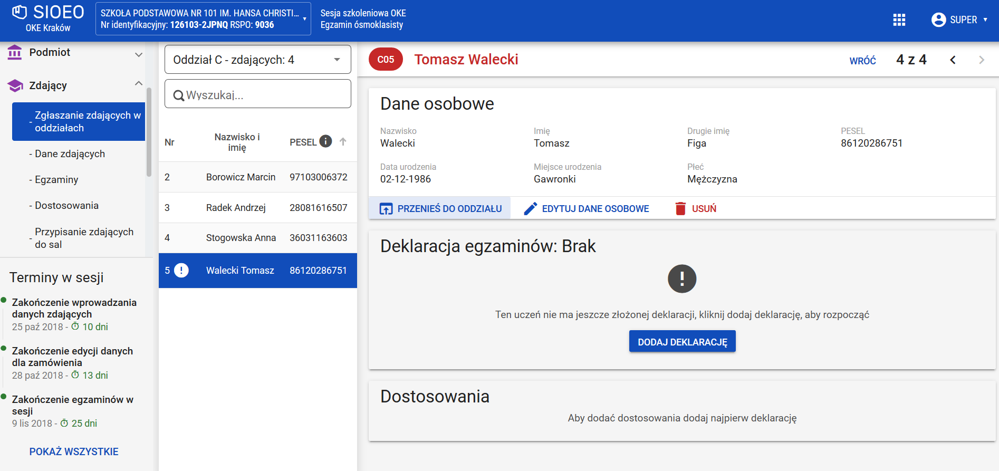 SIOEO
OKE Kraków
SZKOŁA PODSTAWOWA NR 101 IM. HANSA CHRISTI...
Nr identyfikacyjny: 126103-2JPNQ RSPO: 9036
Sesja szkoleniowa OKE
Egzamin ósmoklasisty
SUPER
Podmiot
Zdający
- Zgłaszanie zdających w
oddziałach
- Dane zdających
- Egzaminy
- Dostosowania
- Przypisanie zdających
do sal
Terminy w sesji
Zakończenie wprowadzania
danych zdających
25 paź 2018 - 10 dni
Zakończenie edycji danych
dla zamówienia
28 paź 2018 - 13 dni
Zakończenie egzaminów w
sesji
9 lis 2018 - 25 dni
POKAŻ WSZYSTKIE
Oddział C - zdających: 4
Wyszukaj...
Nr Nazwisko i PESEL
imię
2 Borowicz Marcin 97103006372
3 Radek Andrzej 28081616507
4 Stogowska Anna 36031163603
5 Walecki Tomasz 86120286751
C05 Tomasz Walecki
WRÓĆ 4 z 4
Dane osobowe
Nazwisko Imię Drugie imię PESEL
Walecki Tomasz Figa 86120286751
Data urodzenia Miejsce urodzenia Płeć
02-12-1986 Gawronki Mężczyzna
PRZENIEŚ DO ODDZIAŁU EDYTUJ DANE OSOBOWE USUŃ
Deklaracja egzaminów: Brak
Ten uczeń nie ma jeszcze złożonej deklaracji, kliknij dodaj deklarację, aby rozpocząć
DODAJ DEKLARACJĘ
Dostosowania
Aby dodać dostosowania dodaj najpierw deklarację